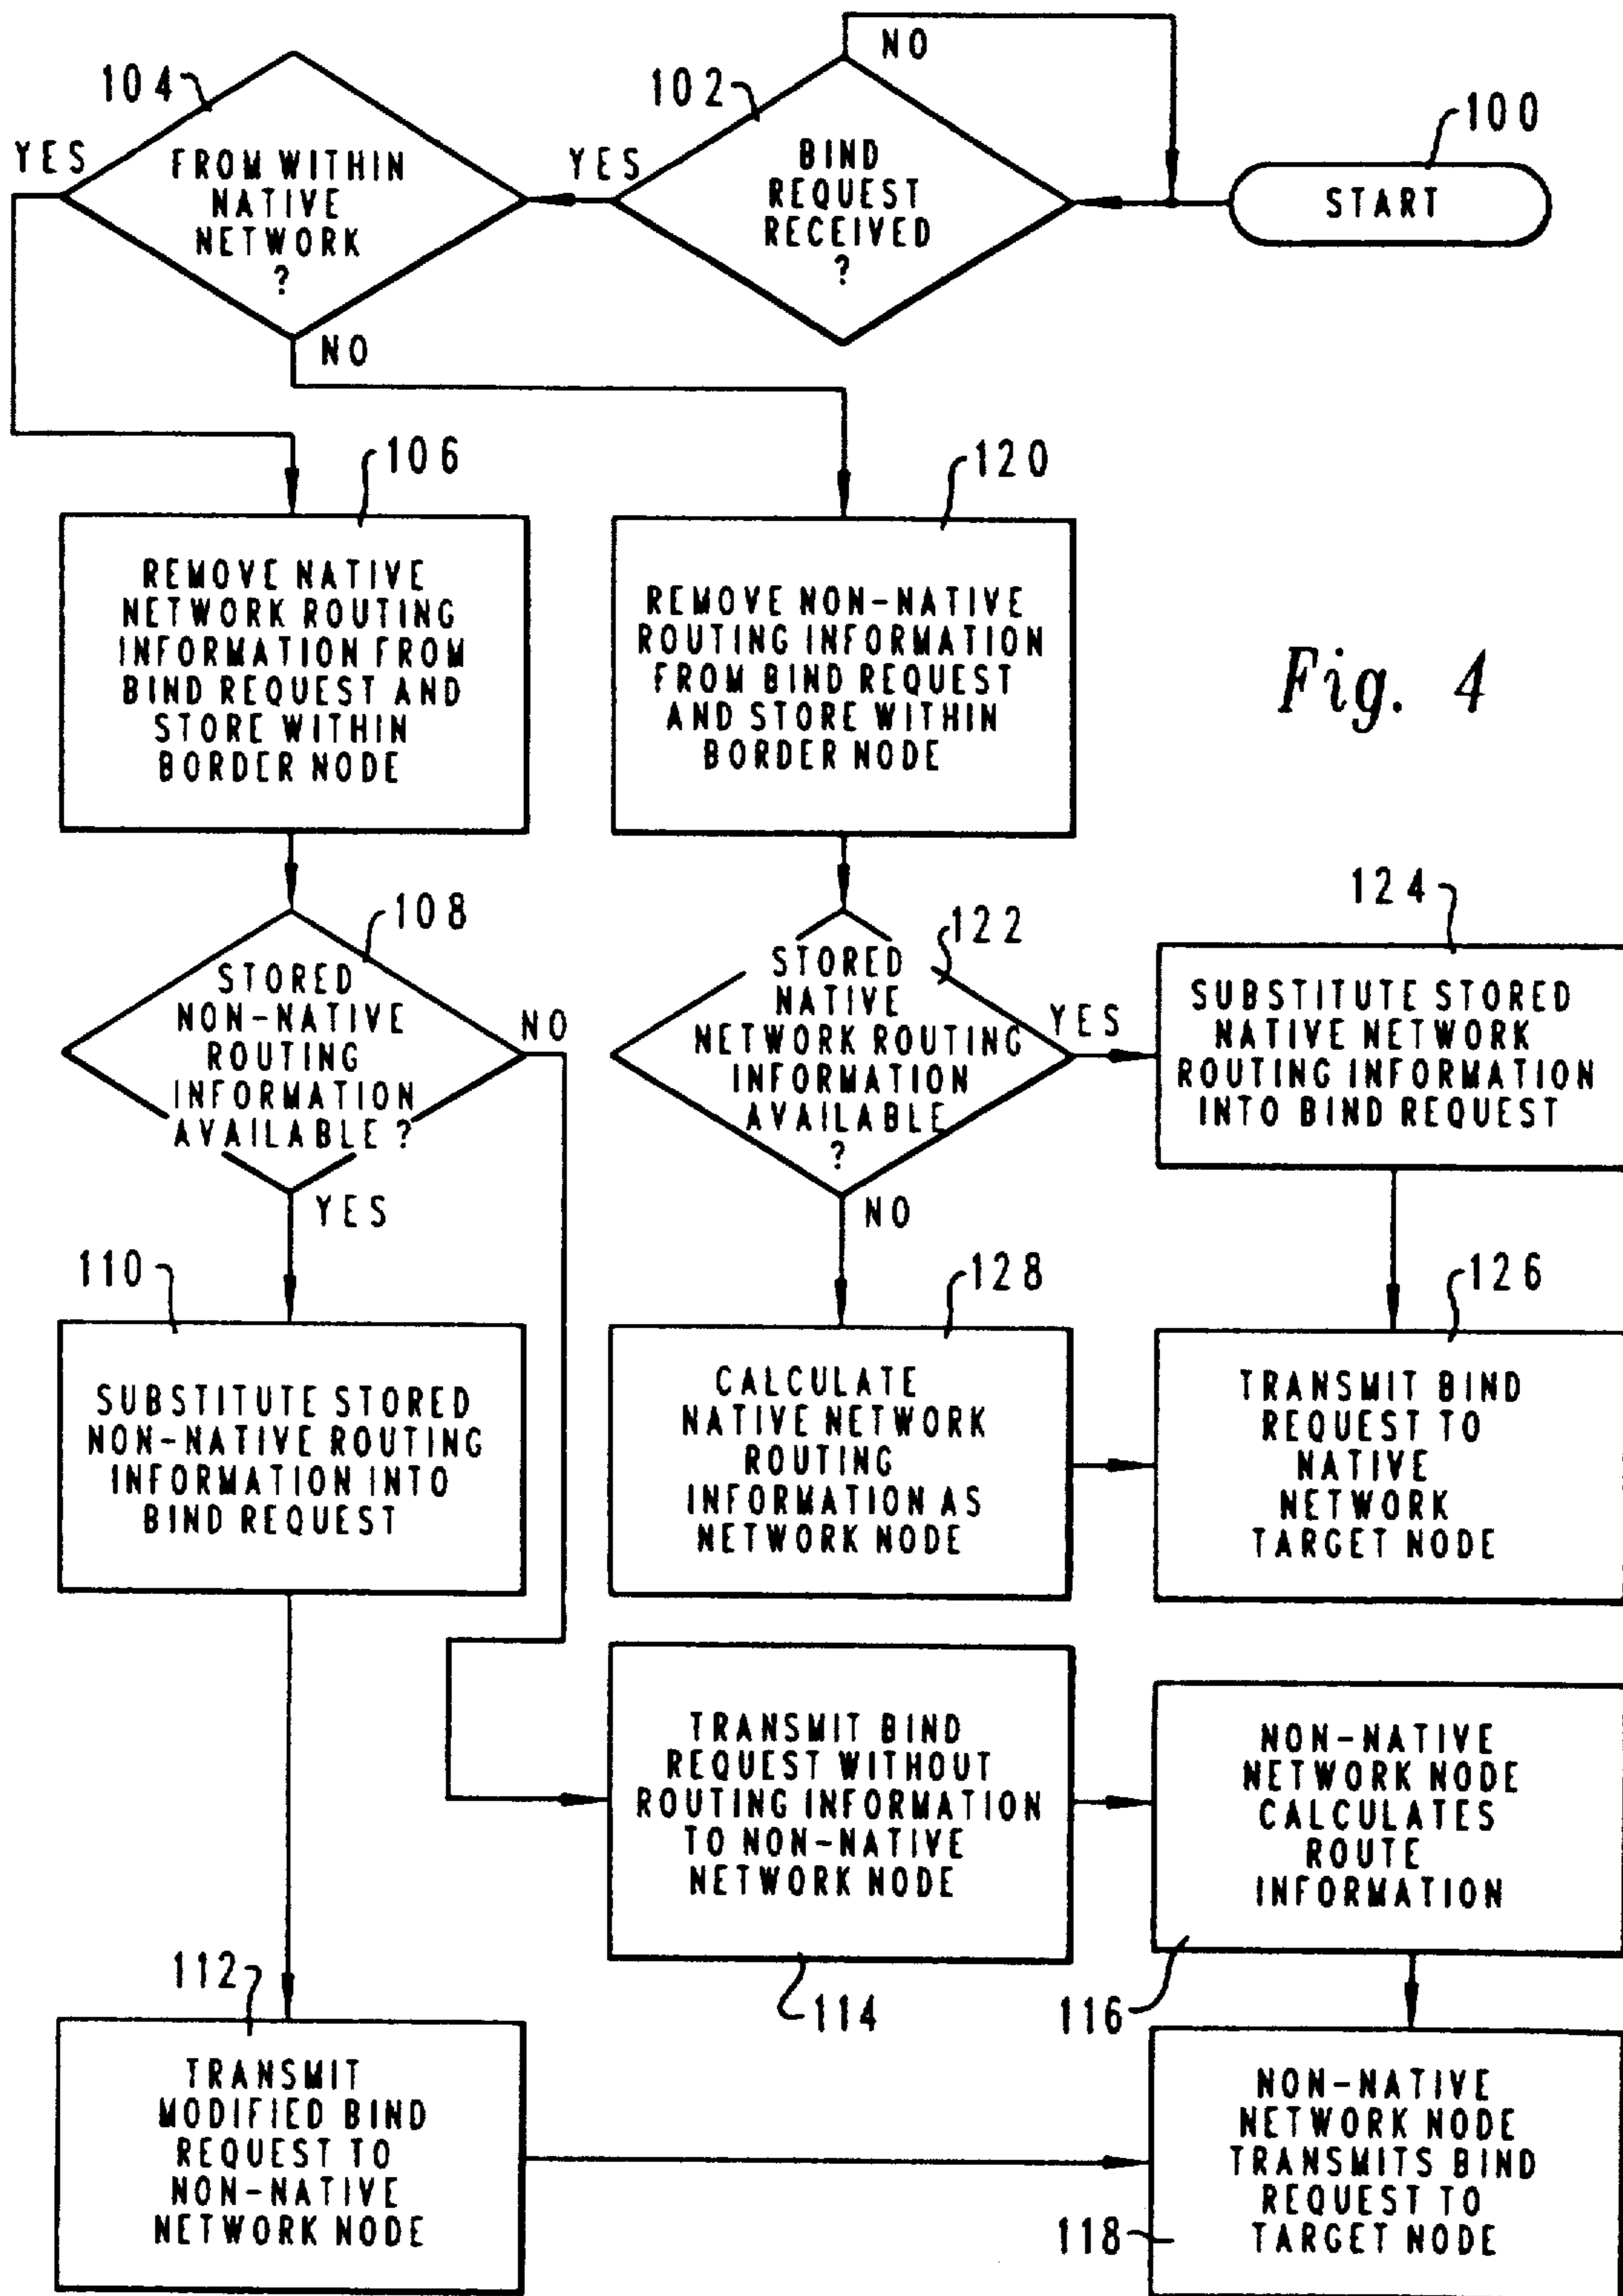 NO
104
102
100
YES
FROM WITHIN
NATIVE
NETWORK
?
YES
BIND
REQUEST
RECEIVED
?
START
NO
106
120
REMOVE NATIVE
NETWORK ROUTING
INFORMATION FROM
BIND REQUEST AND
STORE WITHIN
BORDER NODE
REMOVE NON-NATIVE
ROUTING INFORMATION
FROM BIND REQUEST
AND STORE WITHIN
BORDER NODE
Fig. 4
108
STORED
NON-NATIVE
ROUTING
INFORMATION
AVAILABLE ?
NO
YES
122
STORED
NATIVE
NETWORK ROUTING
INFORMATION
AVAILABLE
?
YES
NO
124
SUBSTITUTE STORED
NATIVE NETWORK
ROUTING INFORMATION
INTO BIND REQUEST
110
SUBSTITUTE STORED
NON-NATIVE ROUTING
INFORMATION INTO
BIND REQUEST
128
CALCULATE
NATIVE NETWORK
ROUTING
INFORMATION AS
NETWORK NODE
126
TRANSMIT BIND
REQUEST TO
NATIVE
NETWORK
TARGET NODE
TRANSMIT BIND
REQUEST WITHOUT
ROUTING INFORMATION
TO NON-NATIVE
NETWORK NODE
114
NON-NATIVE
NETWORK NODE
CALCULATES
ROUTE
INFORMATION
116
112
TRANSMIT
MODIFIED BIND
REQUEST TO
NON-NATIVE
NETWORK NODE
NON-NATIVE
NETWORK NODE
TRANSMITS BIND
REQUEST TO
TARGET NODE
118